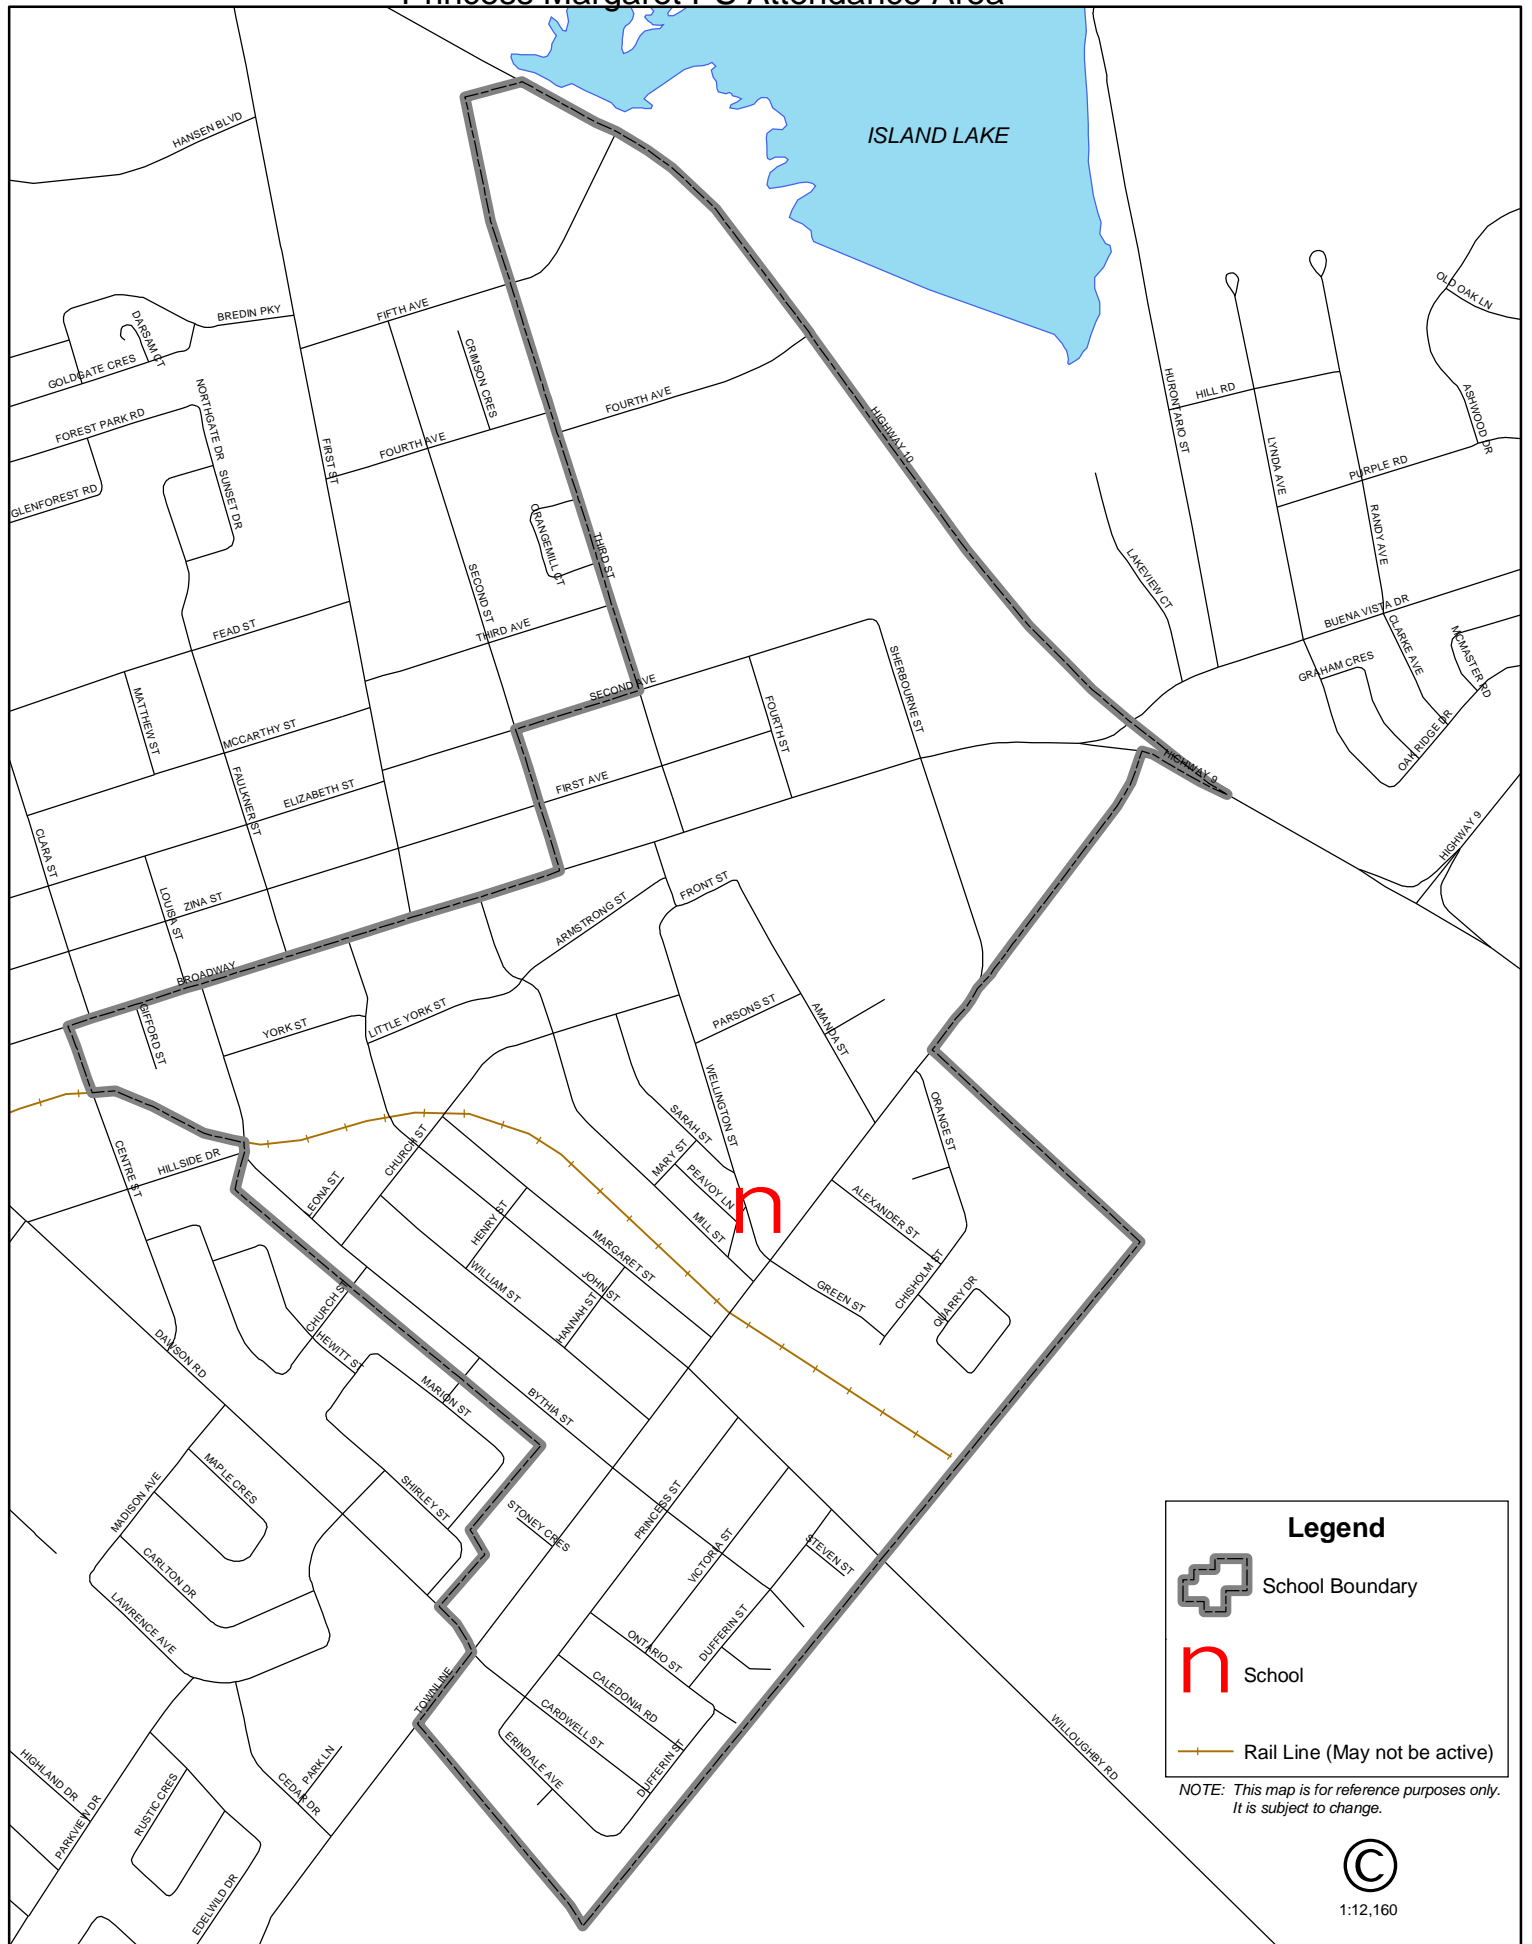 Princess Margaret PS Attendance Area
ISLAND LAKE
HANSEN BLVD
BREDIN PKY
DARSAM CT
GOLDGATE CRES
FOREST PARK RD
NORTHGATE DR
SUNSET DR
GLENFOREST RD
FIRST ST
FIFTH AVE
CRIMSON CRES
FOURTH AVE
FOURTH AVE
HIGHWAY 10
HURONTARIO ST
HILL RD
OLD OAK LN
ASHWOOD DR
LYNDA AVE
PURPLE RD
RANDY AVE
LAKEVIEW CT
BUENA VISTA DR
CLARKE AVE
MCMASTER RD
GRAHAM CRES
OAK RIDGE DR
HIGHWAY 9
HIGHWAY 9
ORANGEMILL CT
THIRD ST
SECOND ST
THIRD AVE
FEAD ST
SECOND AVE
SHERBOURNE ST
FOURTH ST
MATTHEW ST
MCCARTHY ST
FAULKNER ST
ELIZABETH ST
FIRST AVE
CLARA ST
LOUISA ST
ZINA ST
BROADWAY
GIFFORD ST
YORK ST
LITTLE YORK ST
ARMSTRONG ST
FRONT ST
PARSONS ST
AMANDA ST
WELLINGTON ST
SARAH ST
MARY ST
PEAVOY LN
MILL ST
n
ORANGE ST
ALEXANDER ST
CHISHOLM ST
GREEN ST
QUARRY DR
CENTRE ST
HILLSIDE DR
LEONA ST
CHURCH ST
HENRY ST
WILLIAM ST
MARGARET ST
JOHN ST
HANNAH ST
CHURCH ST
HEWITT ST
MARION ST
BYTHIA ST
DAWSON RD
MAPLE CRES
MADISON AVE
SHIRLEY ST
STONEY CRES
PRINCESS ST
VICTORIA ST
STEVEN ST
CARLTON DR
LAWRENCE AVE
DUFFERIN ST
ONTARIO ST
CALEDONIA RD
CARDWELL ST
ERINDALE AVE
DUFFERIN ST
TOWNLINE
WILLOUGHBY RD
HIGHLAND DR
PARKVIEW DR
RUSTIC CRES
PARK LN
CEDAR DR
EDELWILD DR
Legend
School Boundary
n School
Rail Line (May not be active)
NOTE: This map is for reference purposes only.
It is subject to change.
©
1:12,160